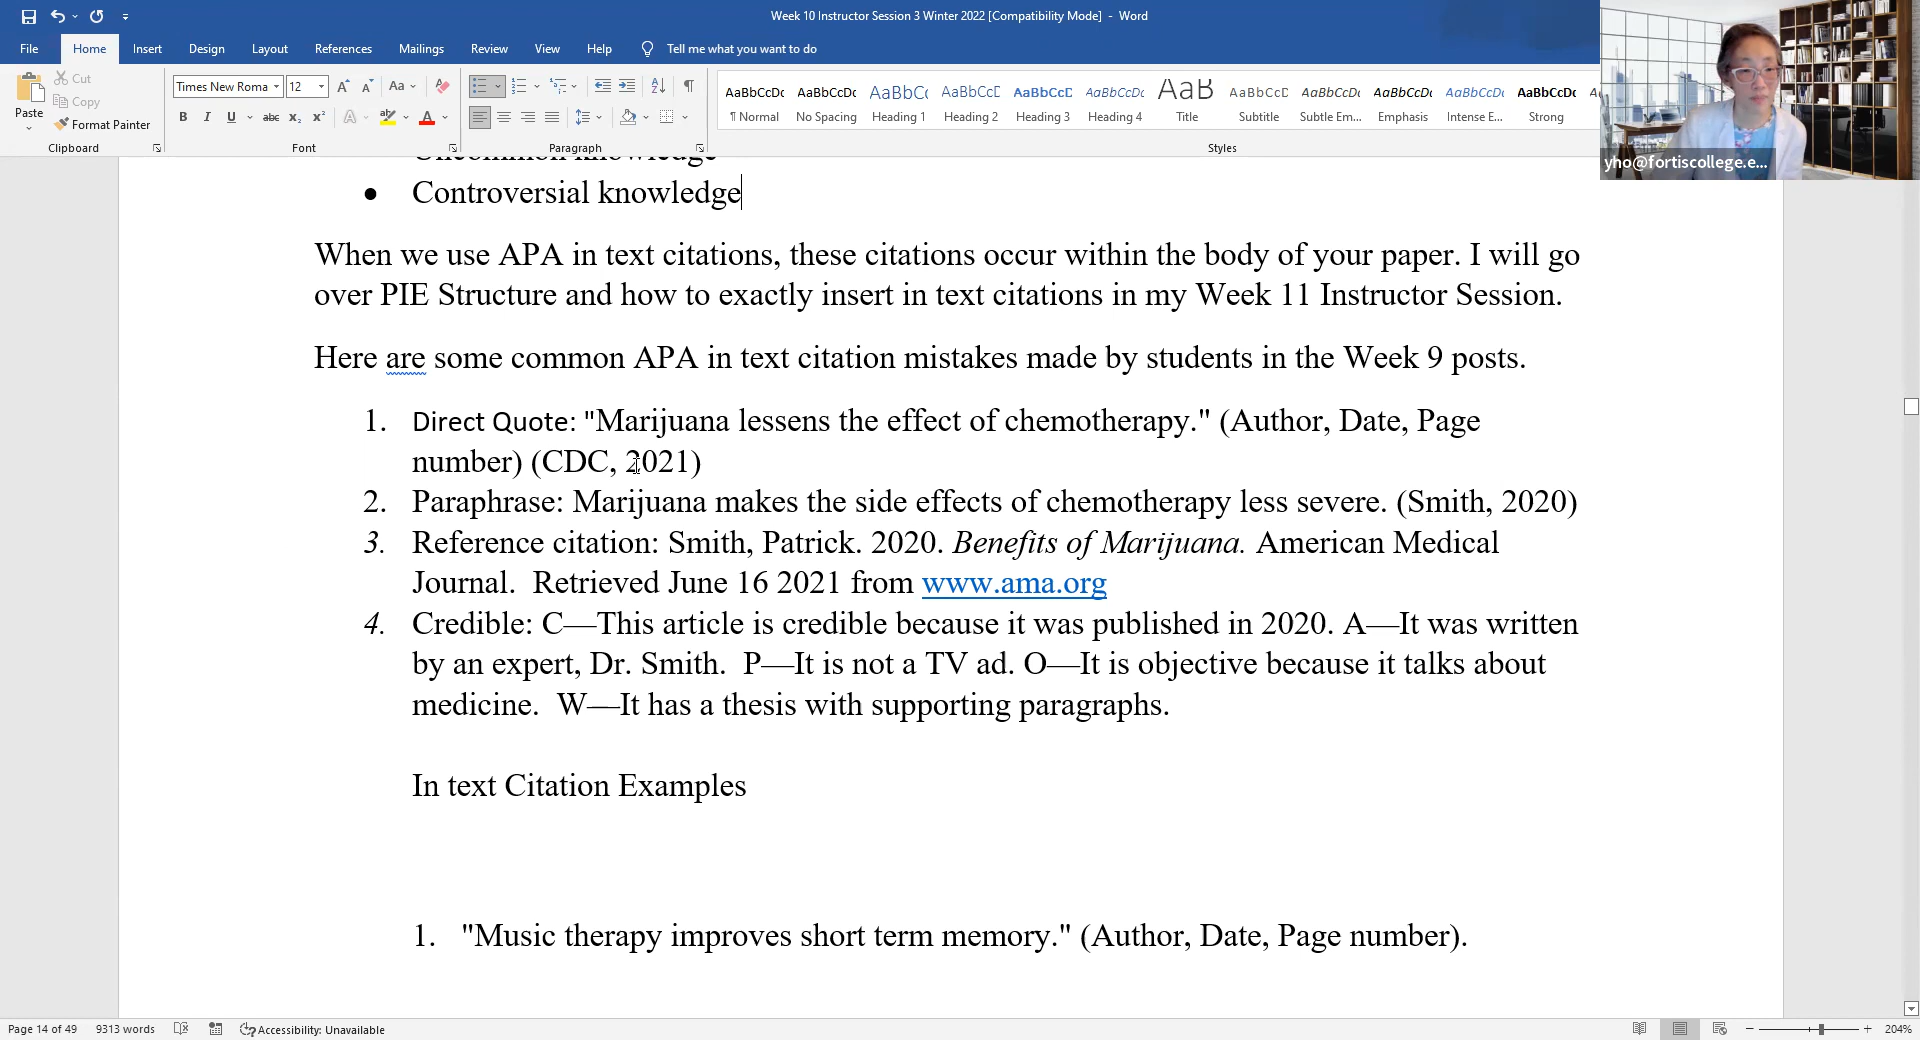 Week 10 Instructor Session 3 Winter 2022 [Compatibility Mode] - Word
File Home Insert Design Layout References Mailings Review View Help Tell me what you want to do
Cut
Copy
Paste
Format Painter
Times New Roma 12
Aa
AaBbCcDc AaBbCcDc AaBbC( AaBbCcE AaBbCcD AaBbCcDc AaB AaBbCcD AaBbCcDc AaBbCcDc AaBbCcDc AaBbCcDc
¶ Normal No Spacing Heading 1 Heading 2 Heading 3 Heading 4 Title Subtitle Subtle Em... Emphasis Intense E... Strong
Clipboard Font Paragraph Styles
yho@fortiscollege.e...
Uncommon knowledge
• Controversial knowledge
When we use APA in text citations, these citations occur within the body of your paper. I will go
over PIE Structure and how to exactly insert in text citations in my Week 11 Instructor Session.
Here are some common APA in text citation mistakes made by students in the Week 9 posts.
1. Direct Quote: "Marijuana lessens the effect of chemotherapy." (Author, Date, Page
number) (CDC, 2021)
2. Paraphrase: Marijuana makes the side effects of chemotherapy less severe. (Smith, 2020)
3. Reference citation: Smith, Patrick. 2020. Benefits of Marijuana. American Medical
Journal. Retrieved June 16 2021 from www.ama.org
4. Credible: C—This article is credible because it was published in 2020. A—It was written
by an expert, Dr. Smith. P—It is not a TV ad. O—It is objective because it talks about
medicine. W—It has a thesis with supporting paragraphs.
In text Citation Examples
1. "Music therapy improves short term memory." (Author, Date, Page number).
Page 14 of 49 9313 words Accessibility: Unavailable 204%